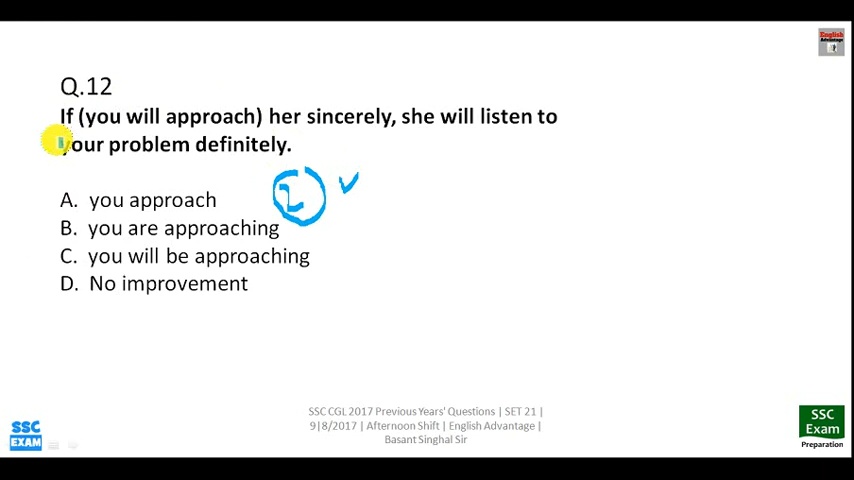 English
Advantage
Q.12
If (you will approach) her sincerely, she will listen to
your problem definitely.
A. you approach
B. you are approaching
C. you will be approaching
D. No improvement
SSC CGL 2017 Previous Years' Questions | SET 21 |
9|8/2017 | Afternoon Shift | English Advantage |
Basant Singhal Sir
SSC
EXAM
SSC
Exam
Preparation